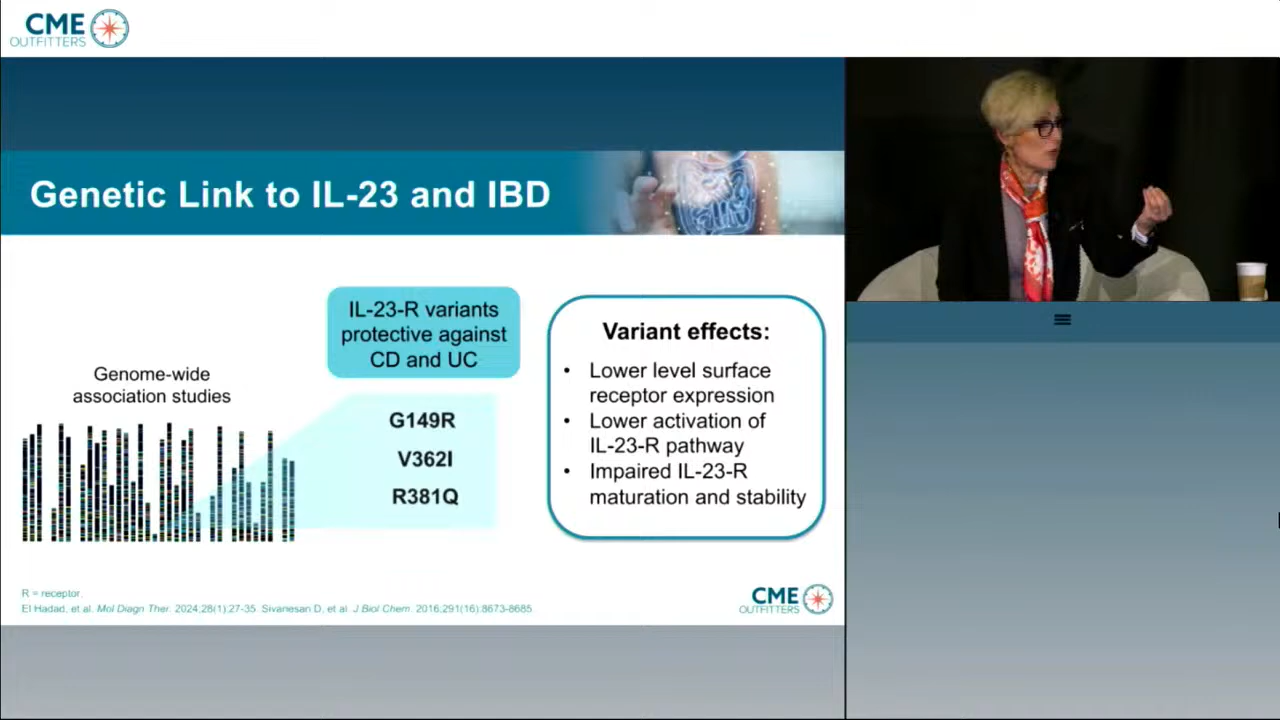 CME
OUTFITTERS
Genetic Link to IL-23 and IBD
Genome-wide
association studies
IL-23-R variants
protective against
CD and UC
G149R
V362I
R381Q
Variant effects:
• Lower level surface
receptor expression
• Lower activation of
IL-23-R pathway
• Impaired IL-23-R
maturation and stability
R = receptor.
El Hadad, et al. Mol Diagn Ther. 2024;28(1):27-35. Sivanesan D, et al. J Biol Chem. 2016;291(16):8673-8685
CME
OUTFITTERS